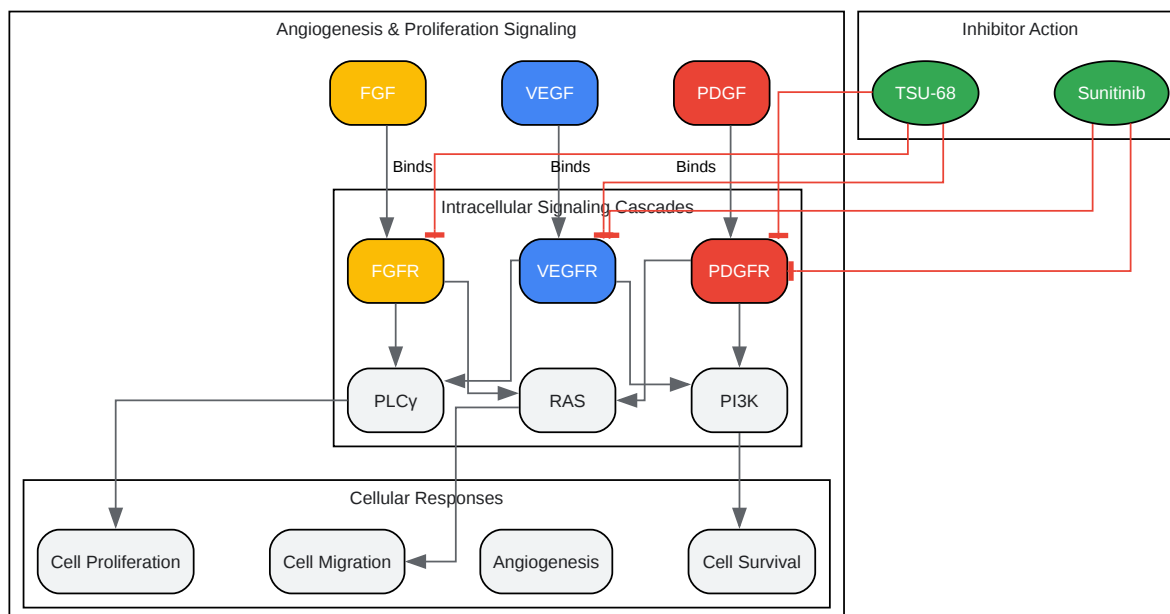 Angiogenesis & Proliferation Signaling
Inhibitor Action
FGF
VEGF
PDGF
TSU-68
Sunitinib
Binds
Binds
Binds
Intracellular Signaling Cascades
FGFR
VEGFR
PDGFR
PLCγ
RAS
PI3K
Cellular Responses
Cell Proliferation
Cell Migration
Angiogenesis
Cell Survival